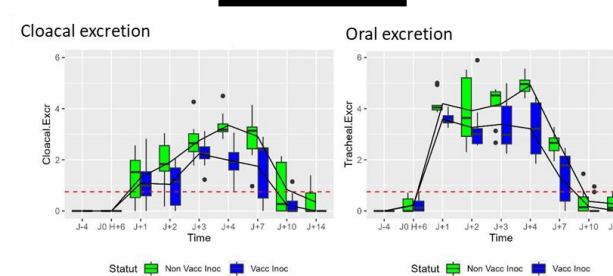 Cloacal excretion
Oral excretion
Cloacal.Excr
6
4
2
0
J-4 J0 H+6 J+1 J+2 J+3 J+4 J+7 J+10 J+14
Time
Statut Non Vacc Inoc Vacc Inoc
Tracheal.Excr
6
4
2
0
J-4 J0 H+6 J+1 J+2 J+3 J+4 J+7 J+10
Time
Statut Non Vacc Inoc Vacc Inoc